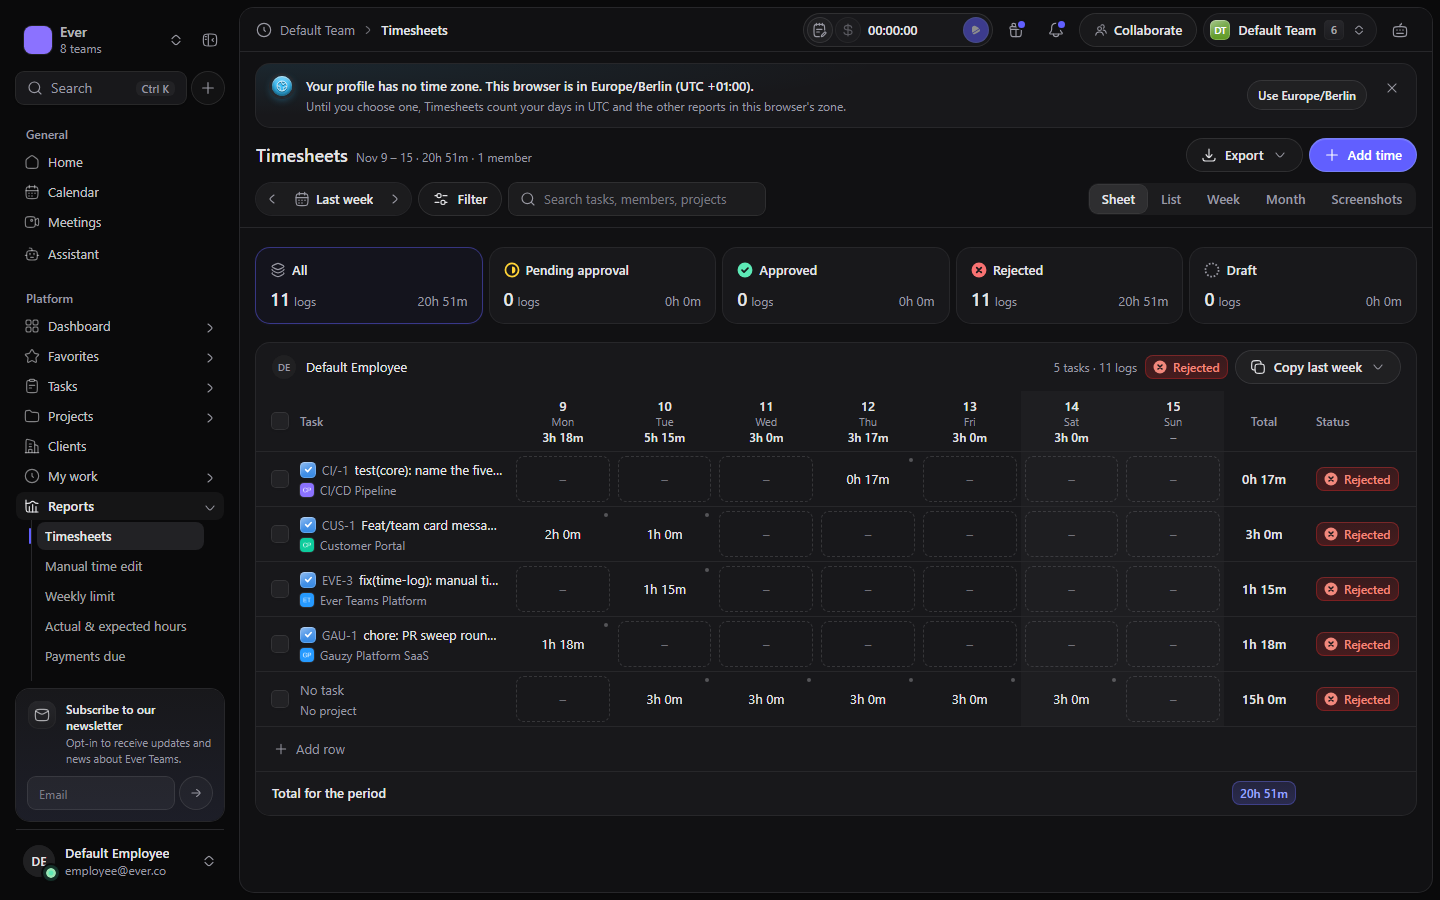 Ever
8 teams
Search Ctrl K
General
Home
Calendar
Meetings
Assistant
Platform
Dashboard
Favorites
Tasks
Projects
Clients
My work
Reports
Timesheets
Manual time edit
Weekly limit
Actual & expected hours
Payments due
Subscribe to our
newsletter
Opt-in to receive updates and
news about Ever Teams.
Email
DE Default Employee
employee@ever.co
Default Team Timesheets
00:00:00
Collaborate
DT Default Team 6
Your profile has no time zone. This browser is in Europe/Berlin (UTC +01:00).
Until you choose one, Timesheets count your days in UTC and the other reports in this browser's zone.
Use Europe/Berlin
Timesheets Nov 9 – 15 · 20h 51m · 1 member
Export
Add time
Last week
Filter
Search tasks, members, projects
Sheet List Week Month Screenshots
All
11 logs 20h 51m
Pending approval
0 logs 0h 0m
Approved
0 logs 0h 0m
Rejected
11 logs 20h 51m
Draft
0 logs 0h 0m
DE Default Employee 5 tasks · 11 logs Rejected Copy last week
Task 9 Mon 3h 18m 10 Tue 5h 15m 11 Wed 3h 0m 12 Thu 3h 17m 13 Fri 3h 0m 14 Sat 3h 0m 15 Sun – Total Status
CI/-1 test(core): name the five...
CP CI/CD Pipeline
– – – 0h 17m – – – 0h 17m Rejected
CUS-1 Feat/team card messa...
CP Customer Portal
2h 0m 1h 0m – – – – – 3h 0m Rejected
EVE-3 fix(time-log): manual ti...
ET Ever Teams Platform
– 1h 15m – – – – – 1h 15m Rejected
GAU-1 chore: PR sweep roun...
GP Gauzy Platform SaaS
1h 18m – – – – – – 1h 18m Rejected
No task
No project
– 3h 0m 3h 0m 3h 0m 3h 0m 3h 0m – 15h 0m Rejected
Add row
Total for the period 20h 51m